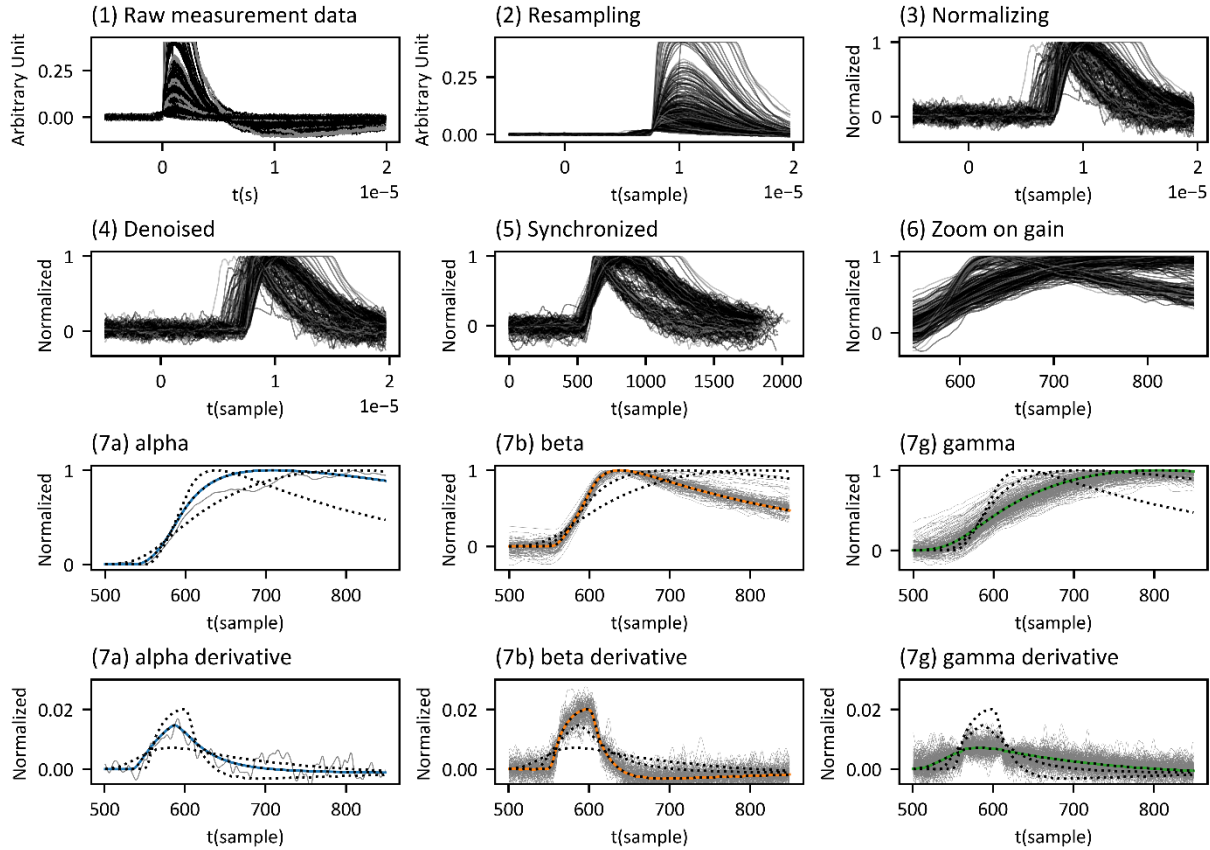 (1) Raw measurement data
(2) Resampling
(3) Normalizing
Arbitrary Unit
0.25
0.00
0
1
2
1e−5
t(s)
Arbitrary Unit
0.25
0.00
0
1
2
1e−5
t(sample)
Normalized
1
0
0
1
2
1e−5
t(sample)
(4) Denoised
(5) Synchronized
(6) Zoom on gain
Normalized
1
0
0
1
2
1e−5
t(sample)
Normalized
1
0
0
500
1000
1500
2000
t(sample)
Normalized
1
0
600
700
800
t(sample)
(7a) alpha
(7b) beta
(7g) gamma
Normalized
1
0
500
600
700
800
t(sample)
Normalized
1
0
500
600
700
800
t(sample)
Normalized
1
0
500
600
700
800
t(sample)
(7a) alpha derivative
(7b) beta derivative
(7g) gamma derivative
Normalized
0.02
0.00
500
600
700
800
t(sample)
Normalized
0.02
0.00
500
600
700
800
t(sample)
Normalized
0.02
0.00
500
600
700
800
t(sample)